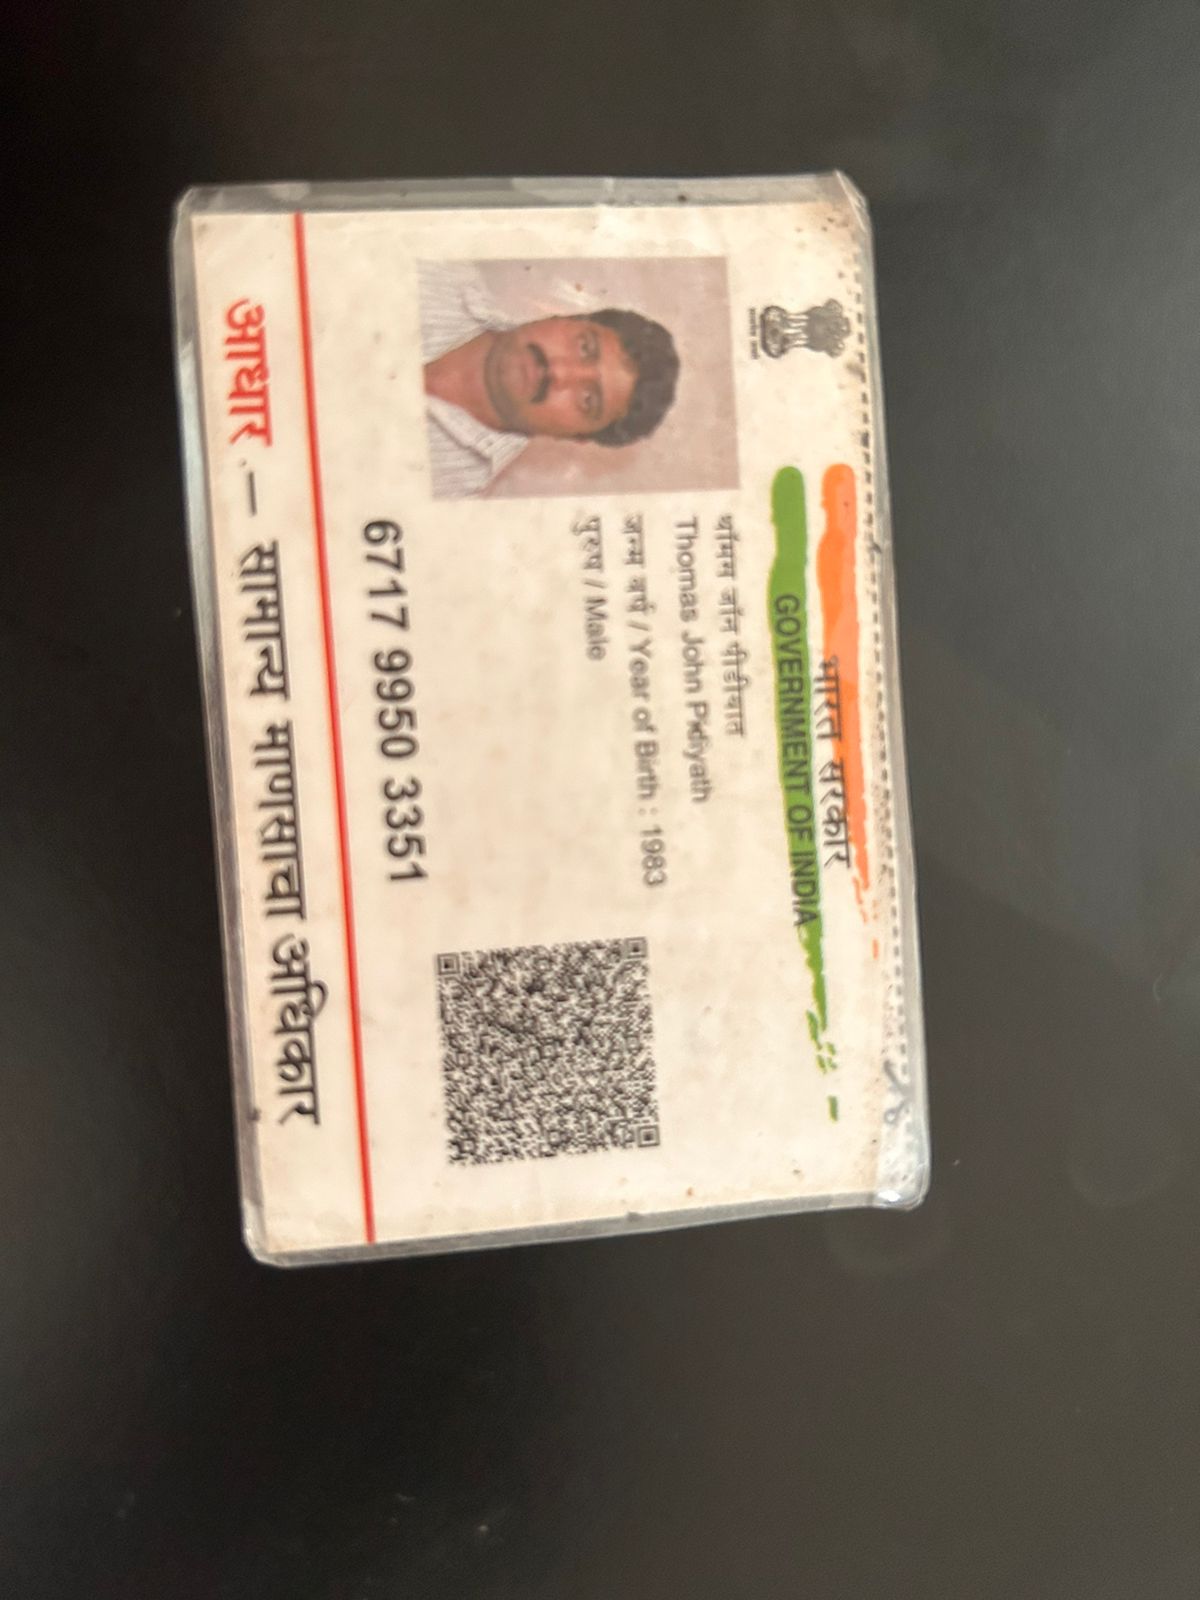 भारत सरकार
GOVERNMENT OF INDIA
थॉमस जॉन पीडीयात
Thomas John Pidiyath
जन्म वर्ष / Year of Birth : 1983
पुरुष / Male
6717 9950 3351
आधार — सामान्य माणसाचा अधिकार